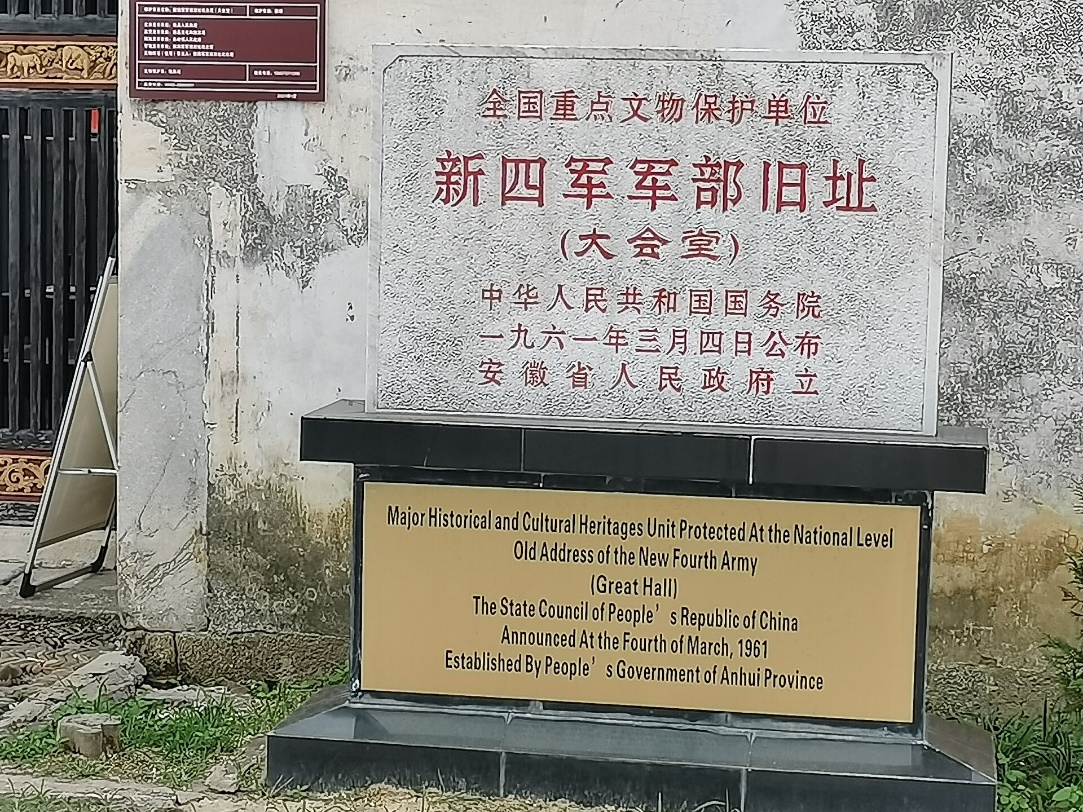 全国重点文物保护单位
新四军军部旧址
(大会堂)
中华人民共和国国务院
一九六一年三月四日公布
安徽省人民政府立
Major Historical and Cultural Heritages Unit Protected At the National Level
Old Address of the New Fourth Army
(Great Hall)
The State Council of People's Republic of China
Announced At the Fourth of March, 1961
Established By People's Government of Anhui Province